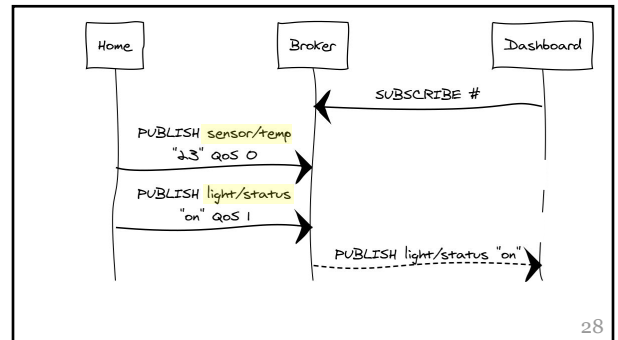 Home
Broker
Dashboard
SUBSCRIBE #
PUBLISH sensor/temp
"23" QoS 0
PUBLISH light/status
"on" QoS 1
PUBLISH light/status "on"
28